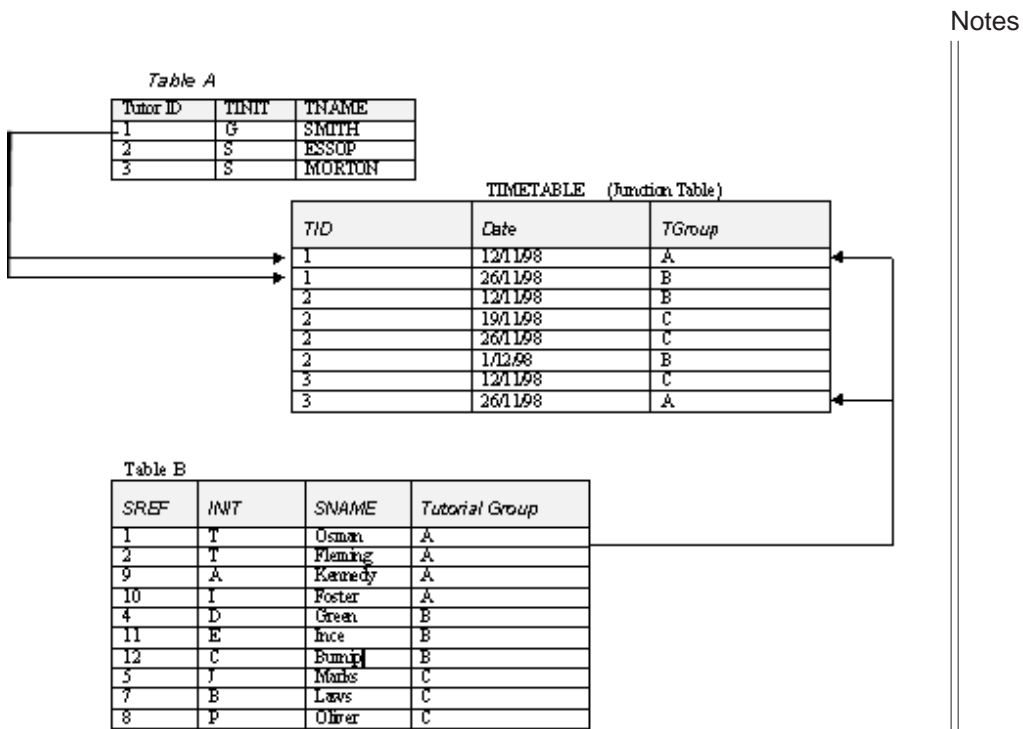 Notes
Table A
Tutor ID TINIT TNAME
1 G SMITH
2 S ESSOP
3 S MORTON
TIMETABLE (Junction Table)
TID Date TGroup
1 12/11/98 A
1 26/11/98 B
2 12/11/98 B
2 19/11/98 C
2 26/11/98 C
2 1/12/98 B
3 12/11/98 C
3 26/11/98 A
Table B
SREF INIT SNAME Tutorial Group
1 T Osman A
2 T Fleming A
9 A Kennedy A
10 I Foster A
4 D Green B
11 E Ince B
12 C Burnip B
5 J Marks C
7 B Laws C
8 P Oliver C